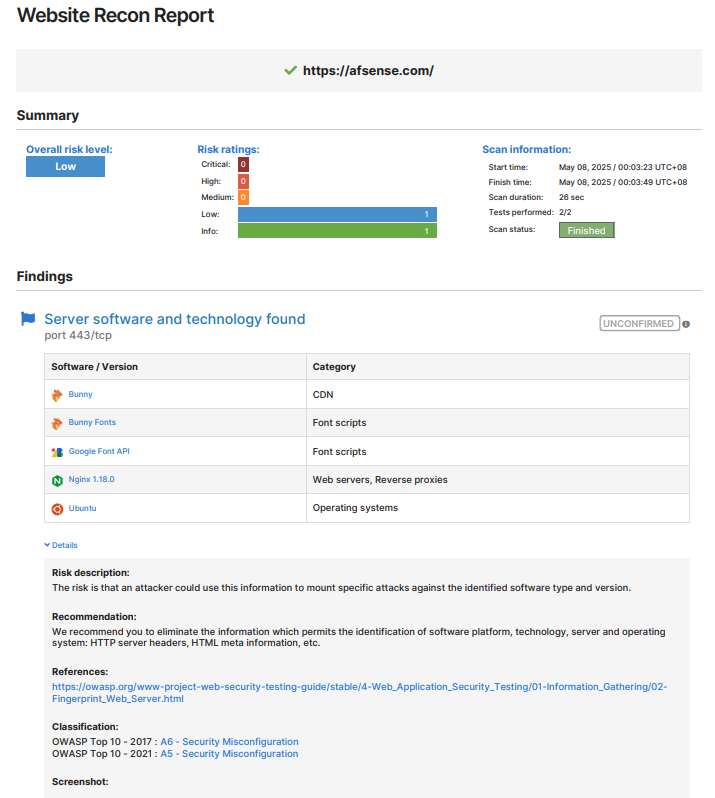 Website Recon Report
https://afsense.com/
Summary
Overall risk level:
Low
Risk ratings:
Critical: 0
High: 0
Medium: 0
Low: 1
Info: 1
Scan information:
Start time: May 08, 2025 / 00:03:23 UTC+08
Finish time: May 08, 2025 / 00:03:49 UTC+08
Scan duration: 26 sec
Tests performed: 2/2
Scan status: Finished
Findings
Server software and technology found
port 443/tcp
UNCONFIRMED
Software / Version Category
Bunny CDN
Bunny Fonts Font scripts
Google Font API Font scripts
Nginx 1.18.0 Web servers, Reverse proxies
Ubuntu Operating systems
Details
Risk description:
The risk is that an attacker could use this information to mount specific attacks against the identified software type and version.
Recommendation:
We recommend you to eliminate the information which permits the identification of software platform, technology, server and operating
system: HTTP server headers, HTML meta information, etc.
References:
https://owasp.org/www-project-web-security-testing-guide/stable/4-Web_Application_Security_Testing/01-Information_Gathering/02-
Fingerprint_Web_Server.html
Classification:
OWASP Top 10 - 2017 : A6 - Security Misconfiguration
OWASP Top 10 - 2021 : A5 - Security Misconfiguration
Screenshot: